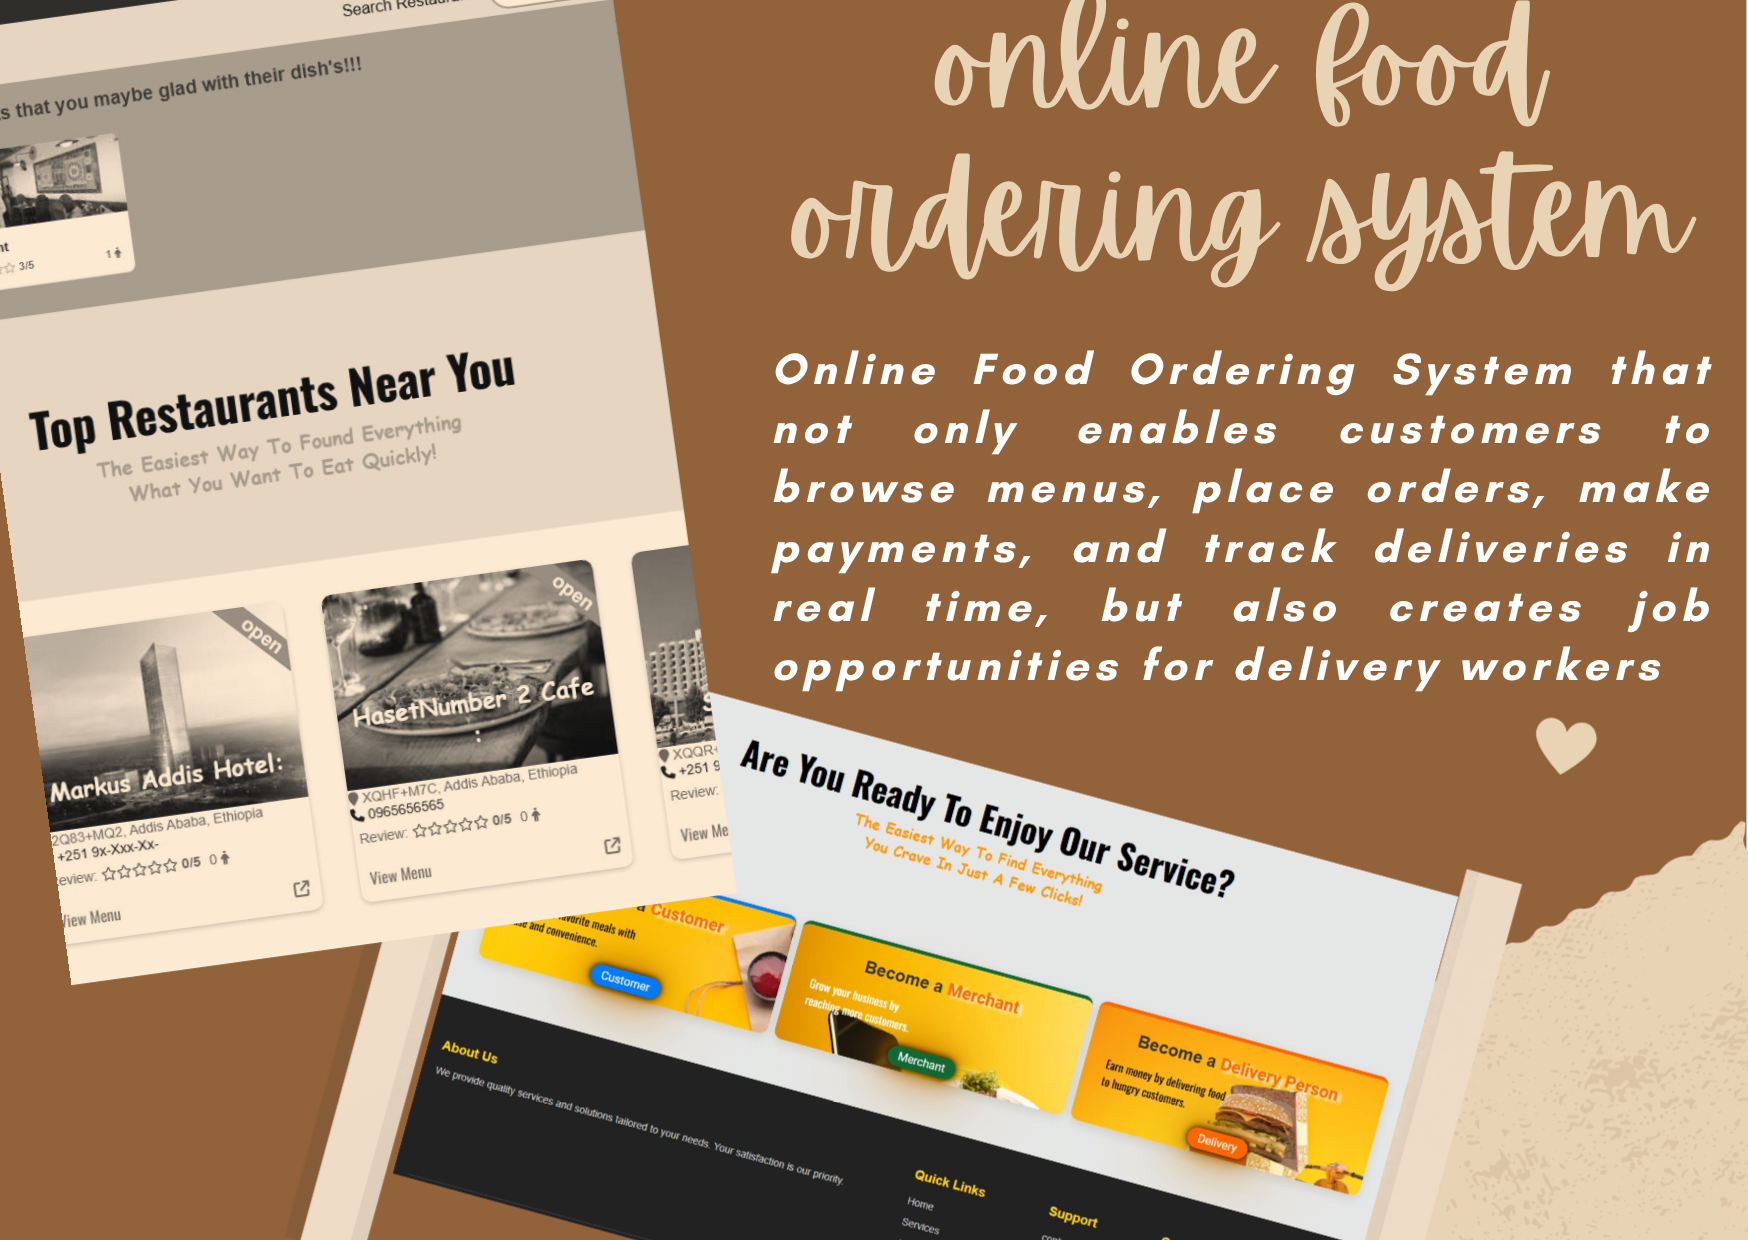 online food
ordering system
Online Food Ordering System that
not only enables customers to
browse menus, place orders, make
payments, and track deliveries in
real time, but also creates job
opportunities for delivery workers
Search
that you maybe glad with their dish's!!!
3/5
1
Top Restaurants Near You
The Easiest Way To Found Everything
What You Want To Eat Quickly!
open
Markus Addis Hotel:
2Q83+MQ2, Addis Ababa, Ethiopia
+251 9x-Xxx-Xx-
eview: 0/5 0
View Menu
open
HasetNumber 2 Cafe
:
XQHF+M7C, Addis Ababa, Ethiopia
0965656565
Review: 0/5 0
View Menu
XQQR+
+251 9
Review:
View Me
Are You Ready To Enjoy Our Service?
The Easiest Way To Find Everything
You Crave In Just A Few Clicks!
a Customer
avorite meals with
and convenience.
Customer
Become a Merchant
Grow your business by
reaching more customers.
Merchant
Become a Delivery Person
Earn money by delivering food
to hungry customers.
Delivery
About Us
We provide quality services and solutions tailored to your needs. Your satisfaction is our priority.
Quick Links
Home
Services
Support